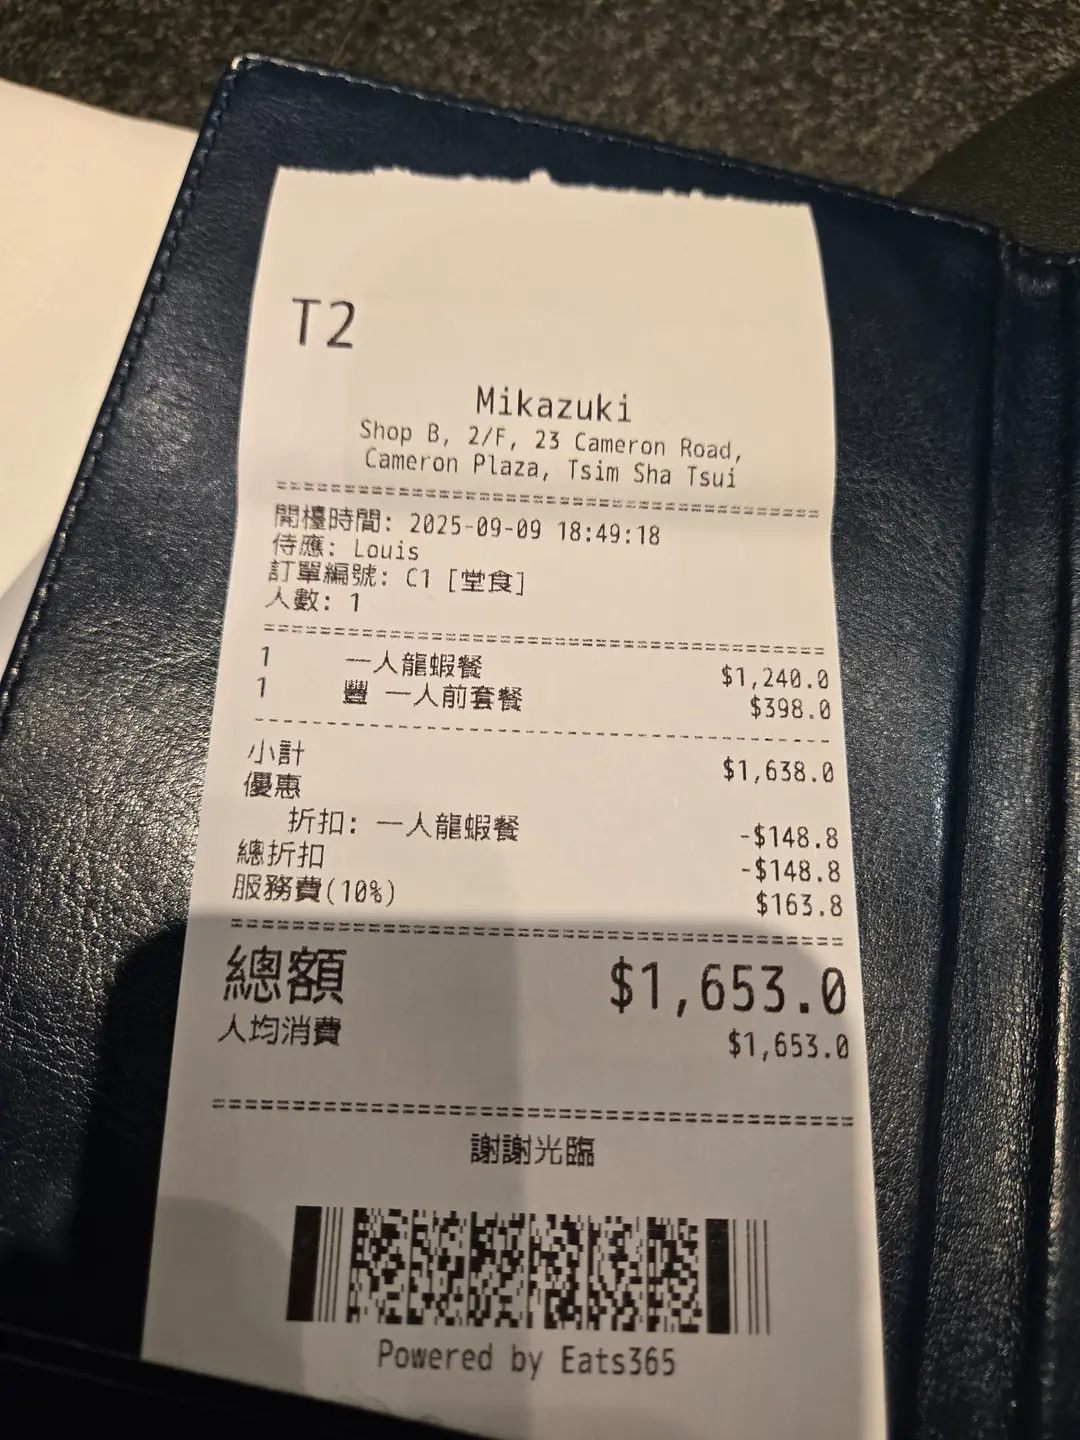 T2
Mikazuki
Shop B, 2/F, 23 Cameron Road,
Cameron Plaza, Tsim Sha Tsui
開檯時間: 2025-09-09 18:49:18
侍應: Louis
訂單編號: C1 [堂食]
人數: 1
1 一人龍蝦餐 $1,240.0
1 豐 一人前套餐 $398.0
小計 $1,638.0
優惠
折扣: 一人龍蝦餐 -$148.8
總折扣 -$148.8
服務費(10%) $163.8
總額 $1,653.0
人均消費 $1,653.0
謝謝光臨
Powered by Eats365